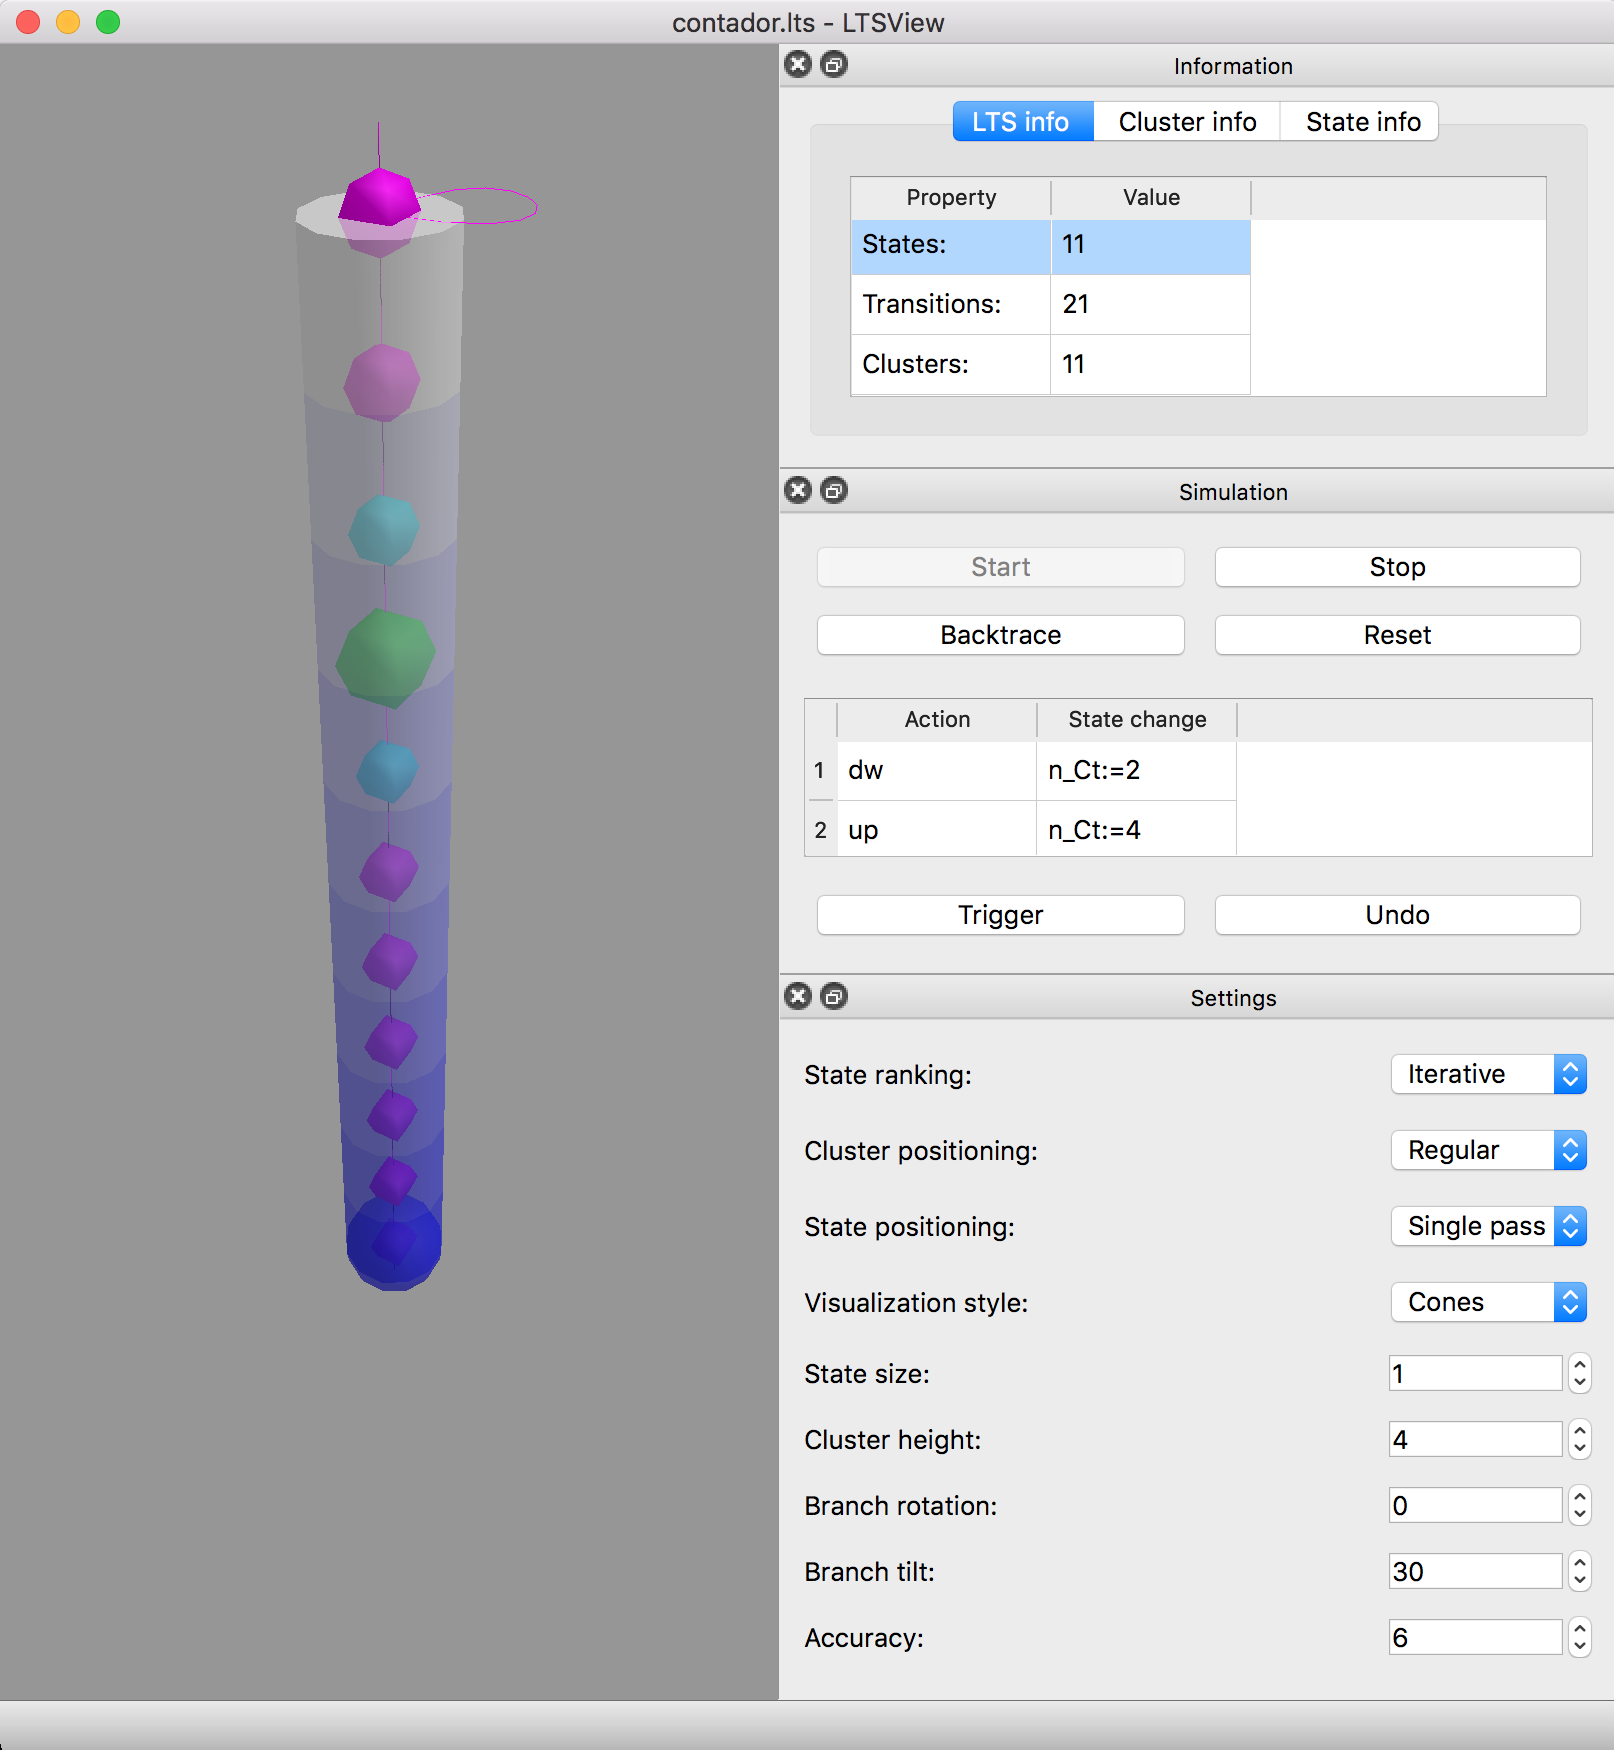 contador.lts - LTSView
Information
LTS info Cluster info State info
Property Value
States: 11
Transitions: 21
Clusters: 11
Simulation
Start Stop
Backtrace Reset
Action State change
1 dw n_Ct:=2
2 up n_Ct:=4
Trigger Undo
Settings
State ranking: Iterative
Cluster positioning: Regular
State positioning: Single pass
Visualization style: Cones
State size: 1
Cluster height: 4
Branch rotation: 0
Branch tilt: 30
Accuracy: 6